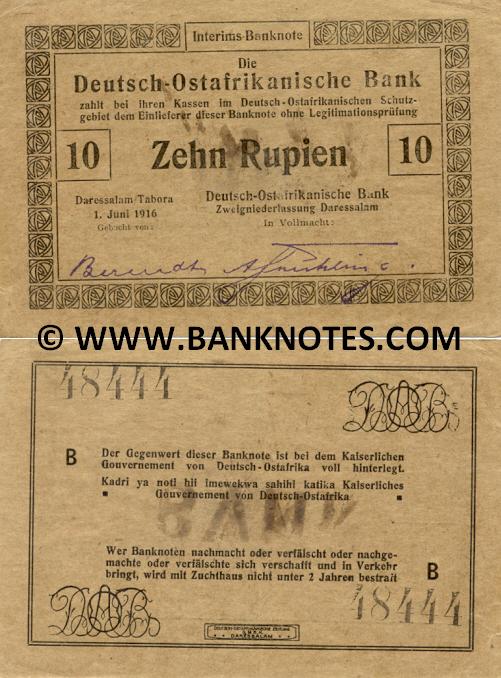 Interims-Banknote
Die
Deutsch-Ostafrikanische Bank
zahlt bei ihren Kassen im Deutsch-Ostafrikanischen Schutz-
gebiet dem Einlieferer dieser Banknote ohne Legitimationsprüfung
10 Zehn Rupien 10
Daressalam/Tabora
1. Juni 1916
Gebucht von:
Deutsch-Ostafrikanische Bank
Zweigniederlassung Daressalam
In Vollmacht:
Berendt
© WWW.BANKNOTES.COM
48444
DOAB
B
Der Gegenwert dieser Banknote ist bei dem Kaiserlichen
Gouvernement von Deutsch-Ostafrika voll hinterlegt.
Kadri ya noti hii imewekwa sahihi katika Kaiserliches
Gouvernement von Deutsch-Ostafrika
Wer Banknoten nachmacht oder verfälscht oder nachge-
machte oder verfälschte sich verschafft und in Verkehr
bringt, wird mit Zuchthaus nicht unter 2 Jahren bestraft
B
DOAB
48444
DEUTSCH-OSTAFRIKANISCHE ZEITUNG
G.M.B.H.
DARESSALAM